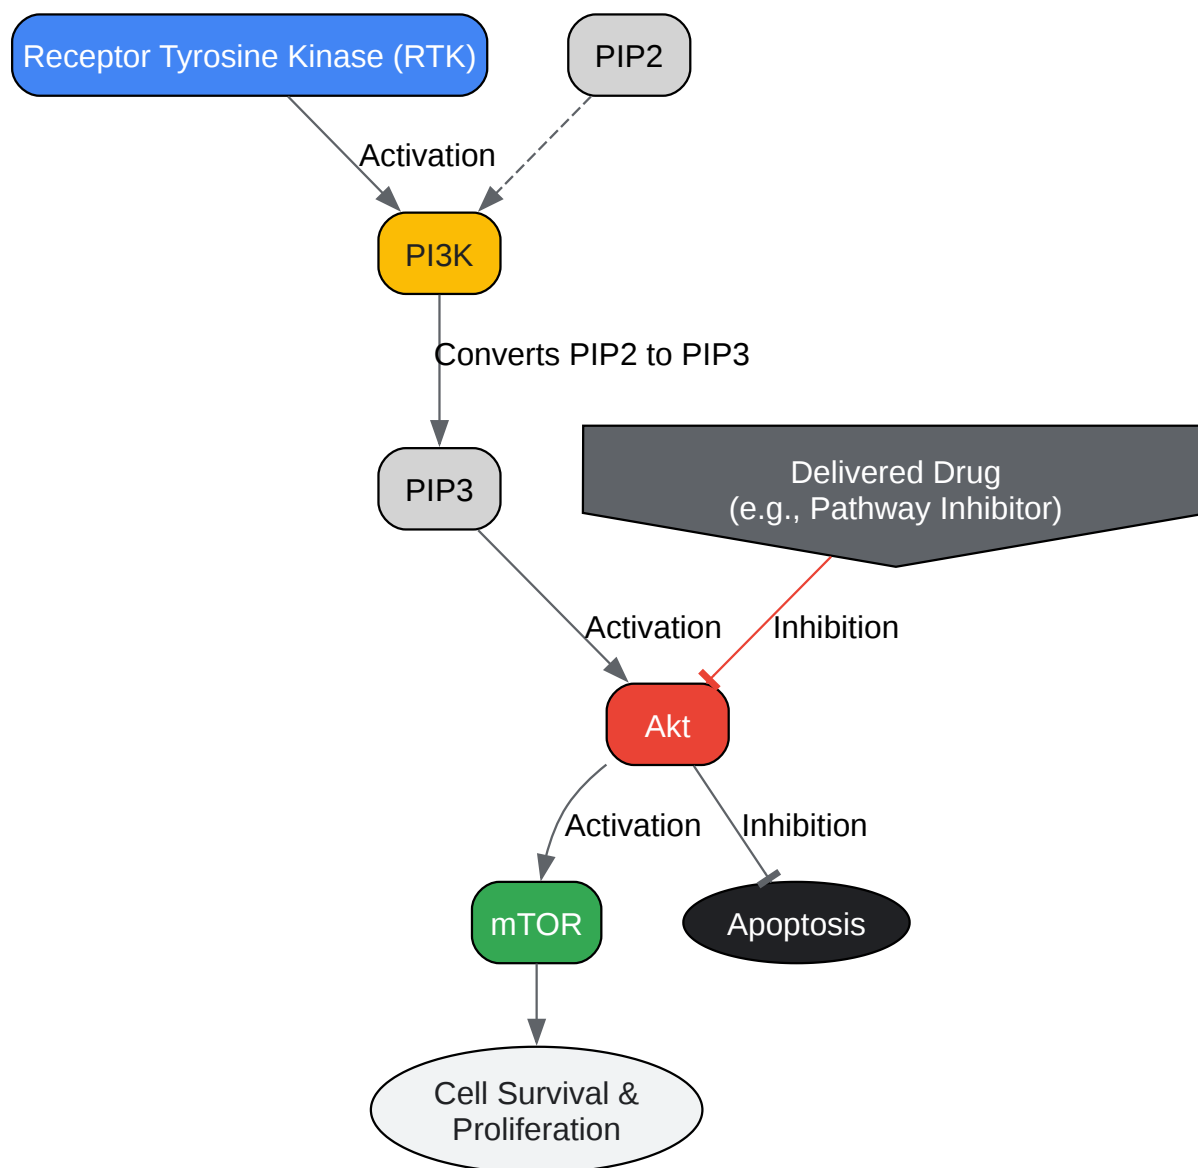 Receptor Tyrosine Kinase (RTK)
PIP2
Activation
PI3K
Converts PIP2 to PIP3
PIP3
Delivered Drug
(e.g., Pathway Inhibitor)
Activation
Inhibition
Akt
Activation
Inhibition
mTOR
Apoptosis
Cell Survival &
Proliferation